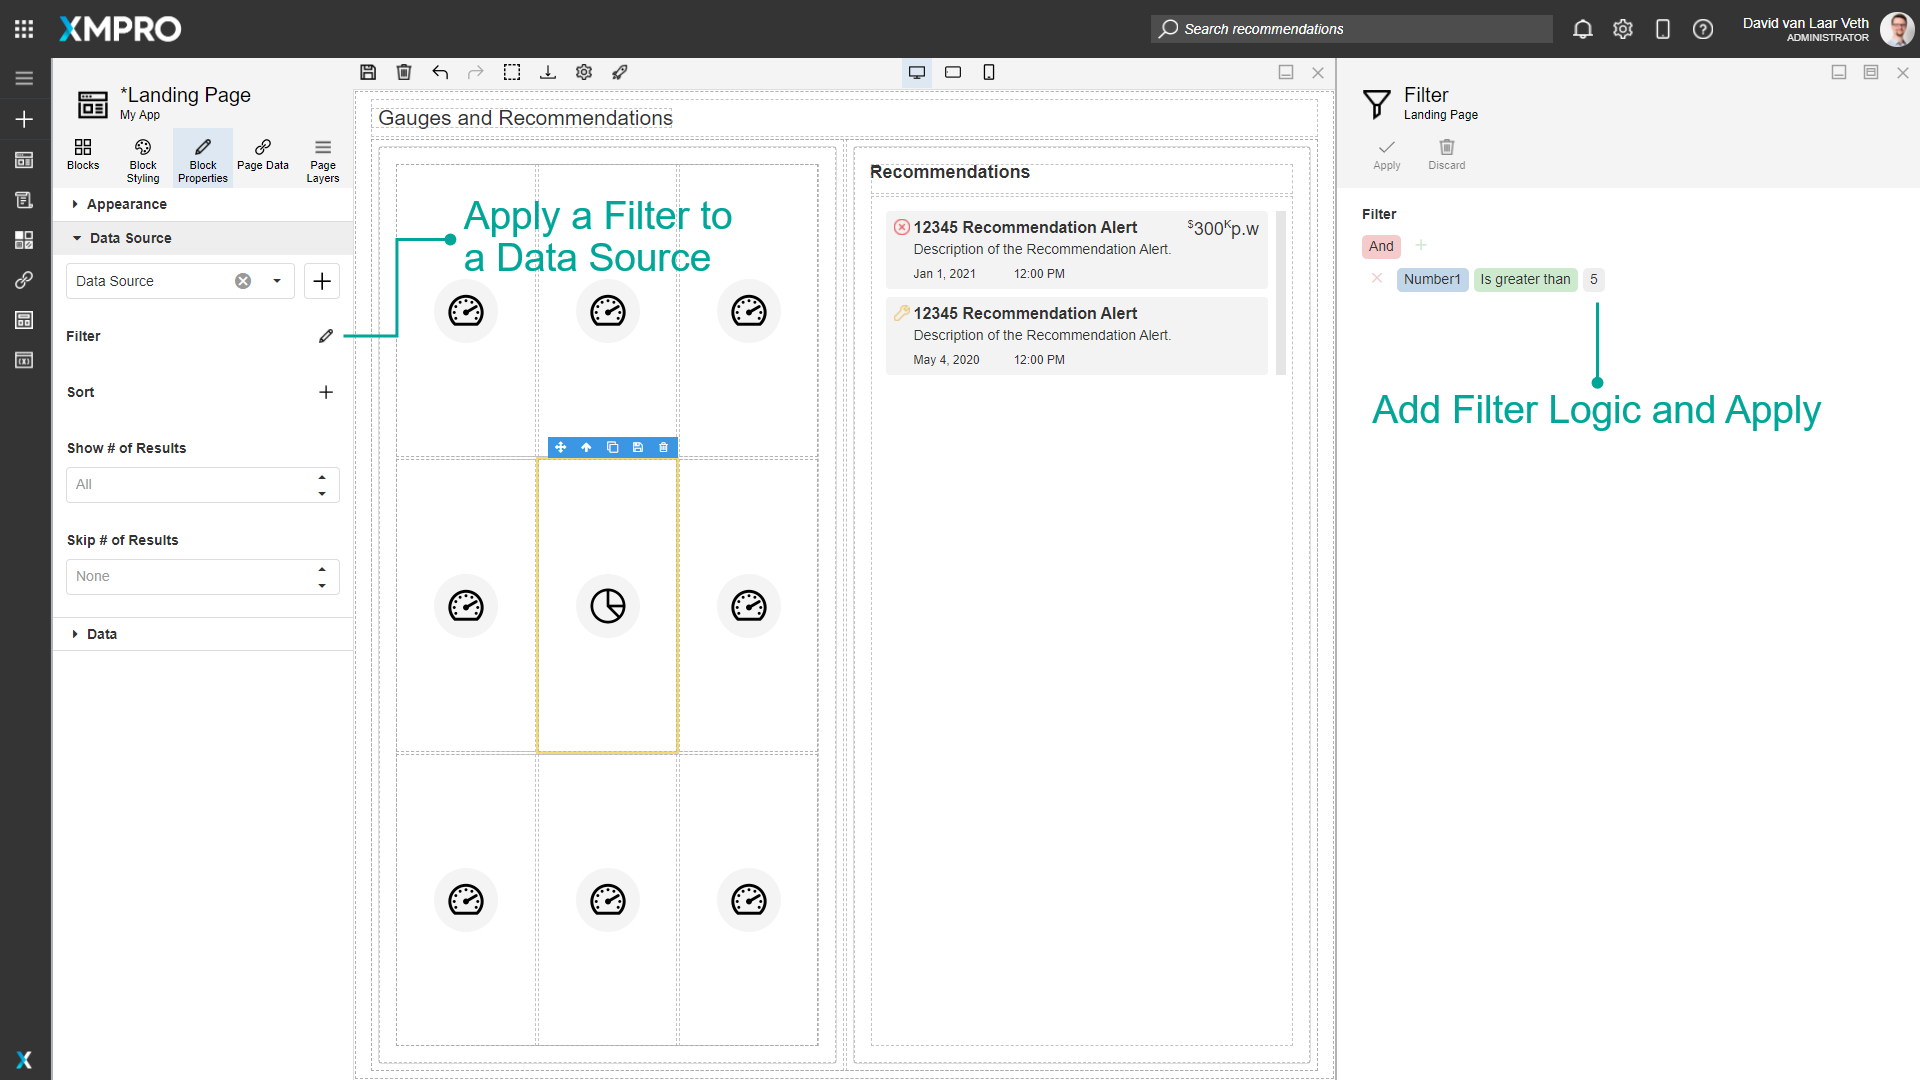 XMPRO
Search recommendations
David van Laar Veth
ADMINISTRATOR
*Landing Page
My App
Blocks
Block Styling
Block Properties
Page Data
Page Layers
Appearance
Data Source
Data Source
Filter
Sort
Show # of Results
All
Skip # of Results
None
Data
Gauges and Recommendations
Apply a Filter to
a Data Source
Recommendations
12345 Recommendation Alert
$300Kp.w
Description of the Recommendation Alert.
Jan 1, 2021 12:00 PM
12345 Recommendation Alert
Description of the Recommendation Alert.
May 4, 2020 12:00 PM
Filter
Landing Page
Apply
Discard
Filter
And
Number1 Is greater than 5
Add Filter Logic and Apply
X